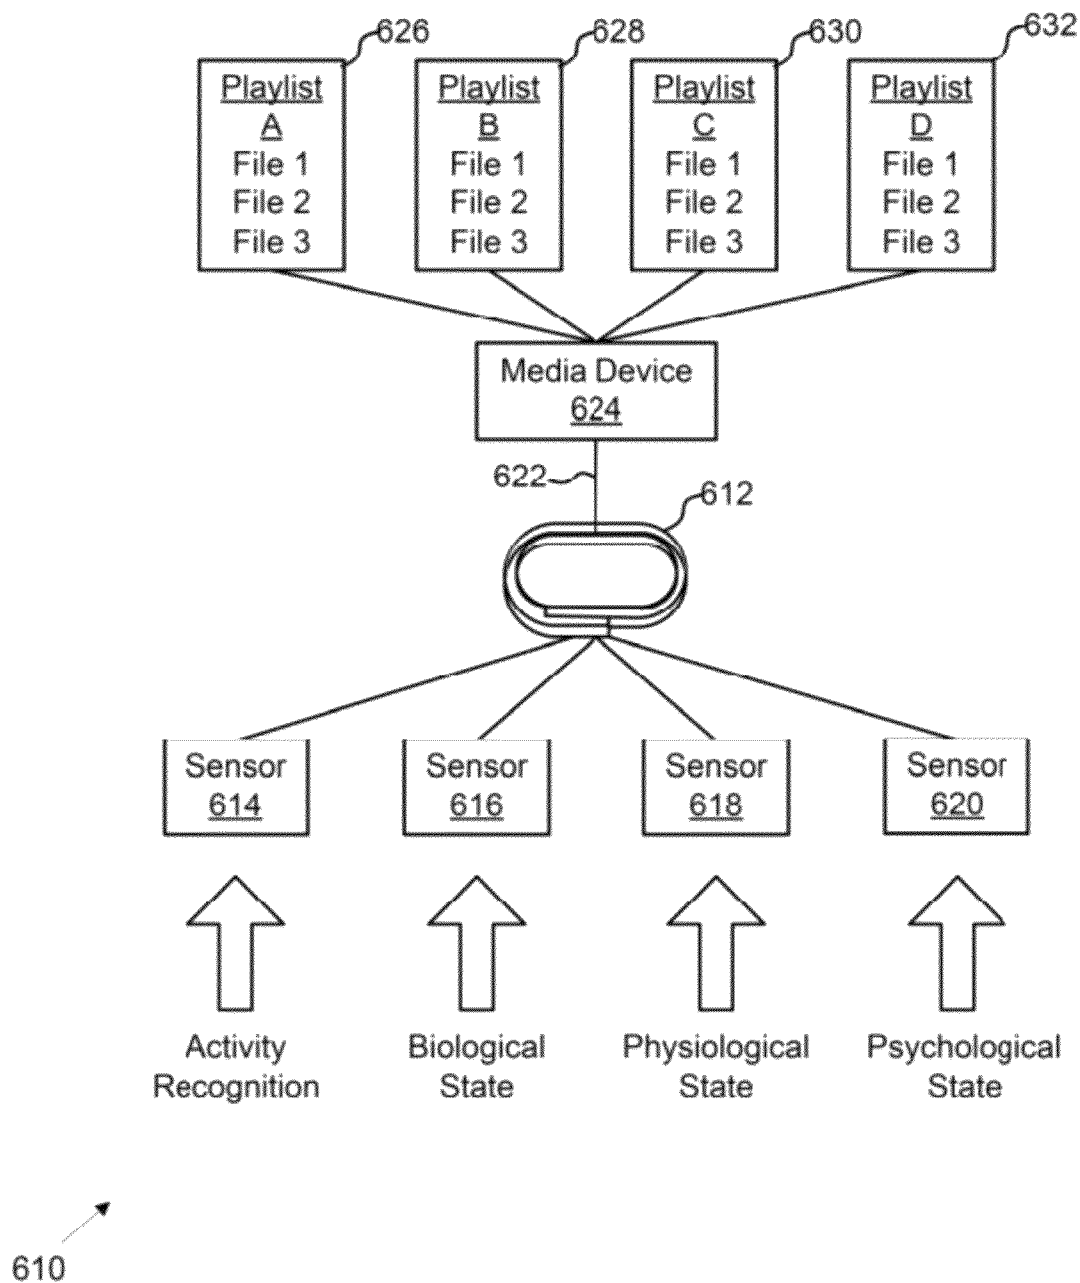 626
628
630
632
Playlist
A
File 1
File 2
File 3
Playlist
B
File 1
File 2
File 3
Playlist
C
File 1
File 2
File 3
Playlist
D
File 1
File 2
File 3
Media Device
624
622
612
Sensor
614
Sensor
616
Sensor
618
Sensor
620
Activity
Recognition
Biological
State
Physiological
State
Psychological
State
610